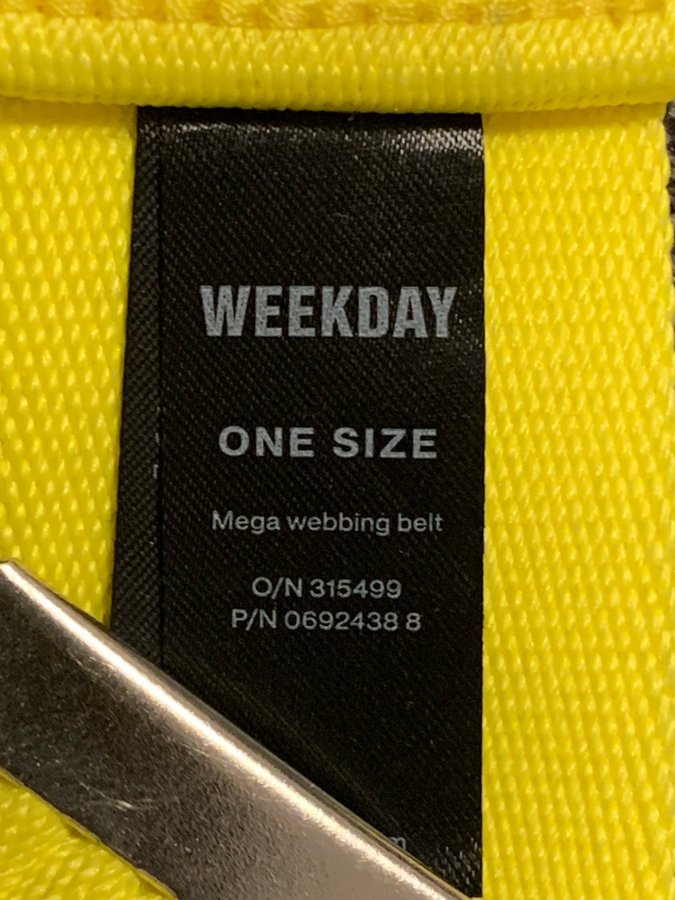 WEEKDAY
ONE SIZE
Mega webbing belt
O/N 315499
P/N 0692438 8